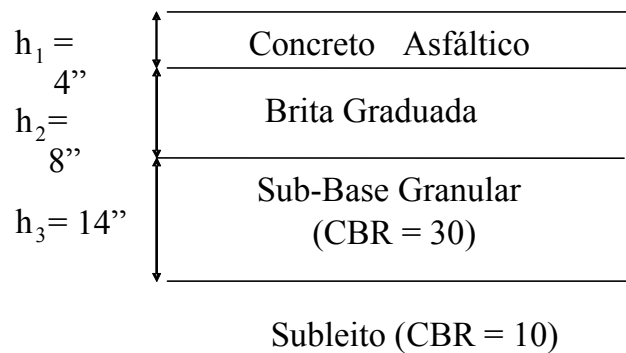 h₁ =
4”
Concreto Asfáltico
h₂=
8”
Brita Graduada
h₃= 14”
Sub-Base Granular
(CBR = 30)
Subleito (CBR = 10)